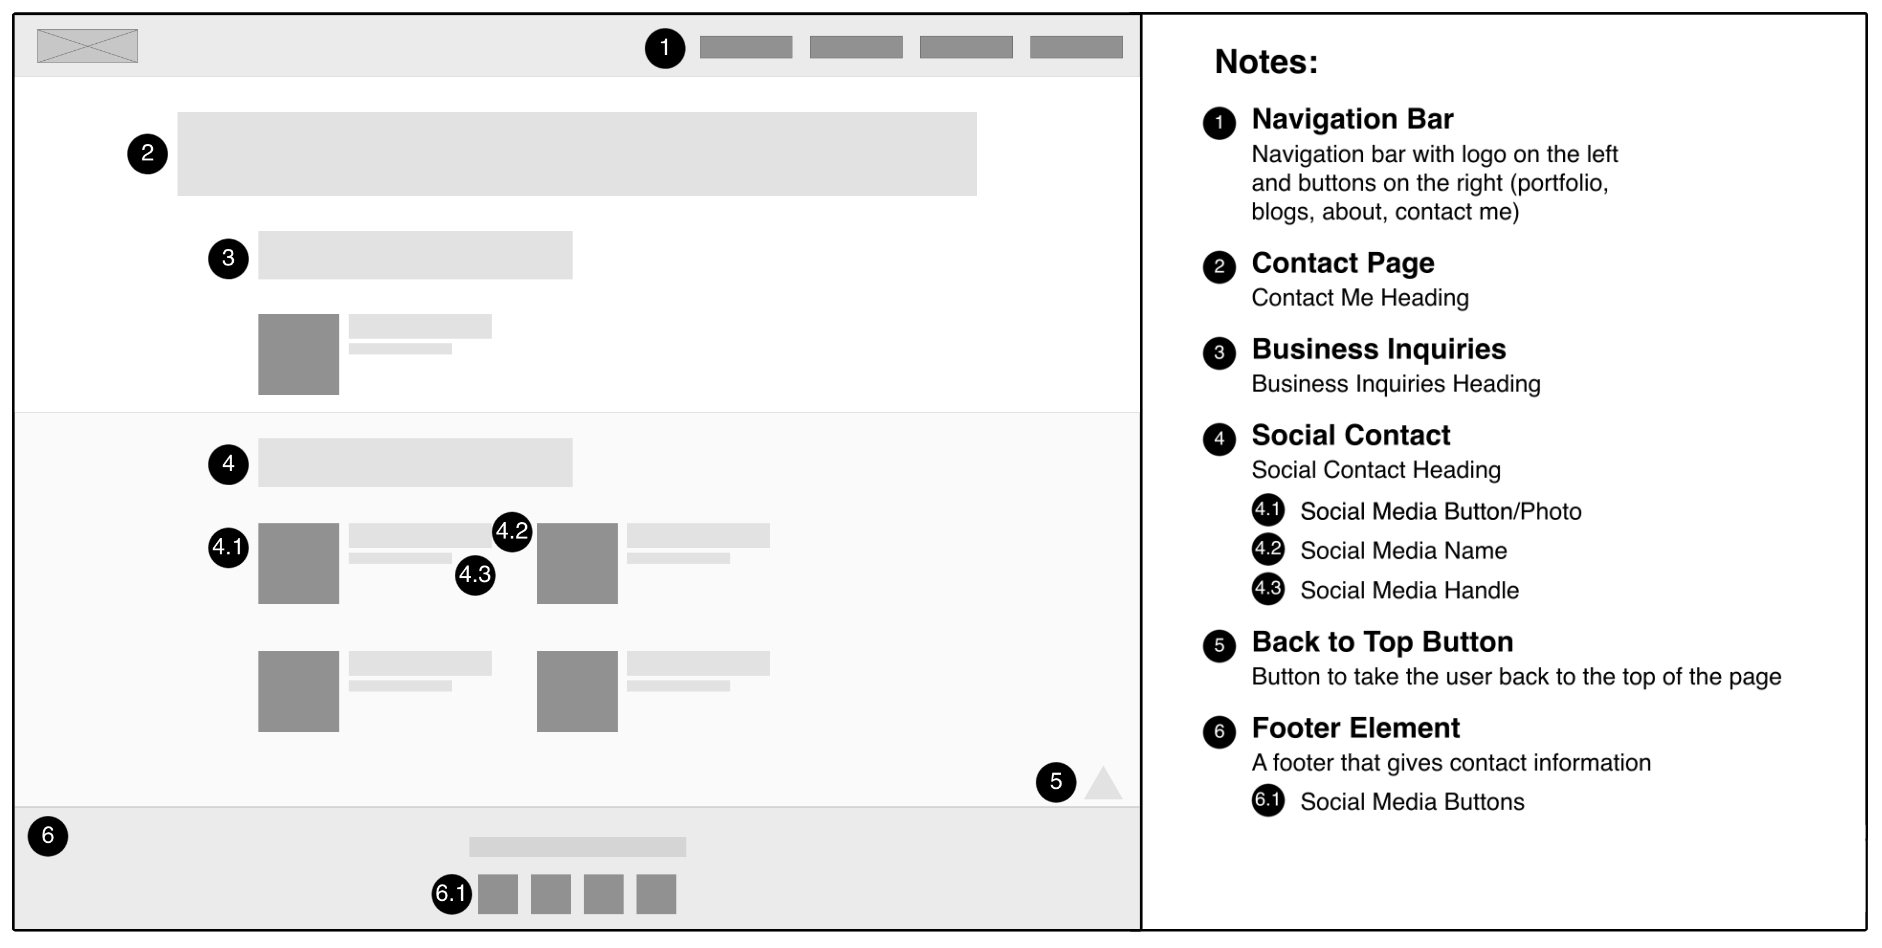 1
2
3
4
4.1
4.2
4.3
5
6
6.1
Notes:
1 Navigation Bar
Navigation bar with logo on the left
and buttons on the right (portfolio,
blogs, about, contact me)
2 Contact Page
Contact Me Heading
3 Business Inquiries
Business Inquiries Heading
4 Social Contact
Social Contact Heading
4.1 Social Media Button/Photo
4.2 Social Media Name
4.3 Social Media Handle
5 Back to Top Button
Button to take the user back to the top of the page
6 Footer Element
A footer that gives contact information
6.1 Social Media Buttons